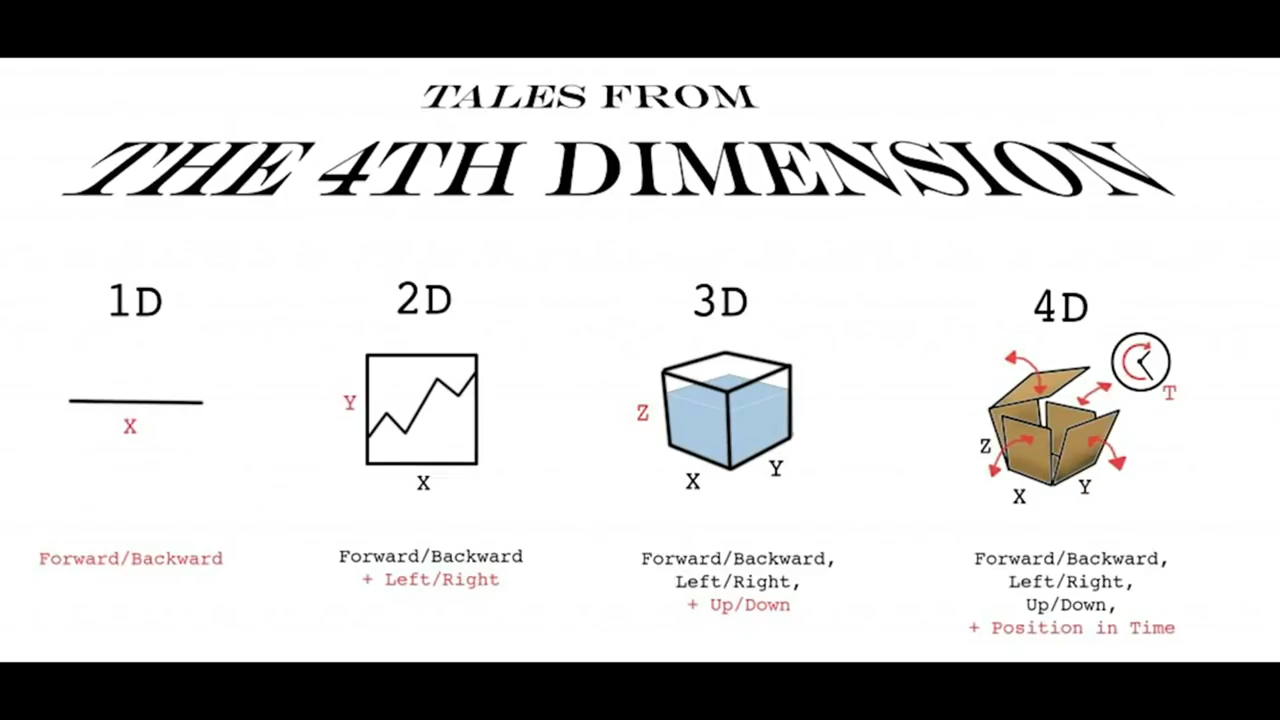 TALES FROM
THE 4TH DIMENSION
1D
2D
3D
4D
X
Y
X
Z
X
Y
T
Z
X
Y
Forward/Backward
Forward/Backward
+ Left/Right
Forward/Backward,
Left/Right,
+ Up/Down
Forward/Backward,
Left/Right,
Up/Down,
+ Position in Time